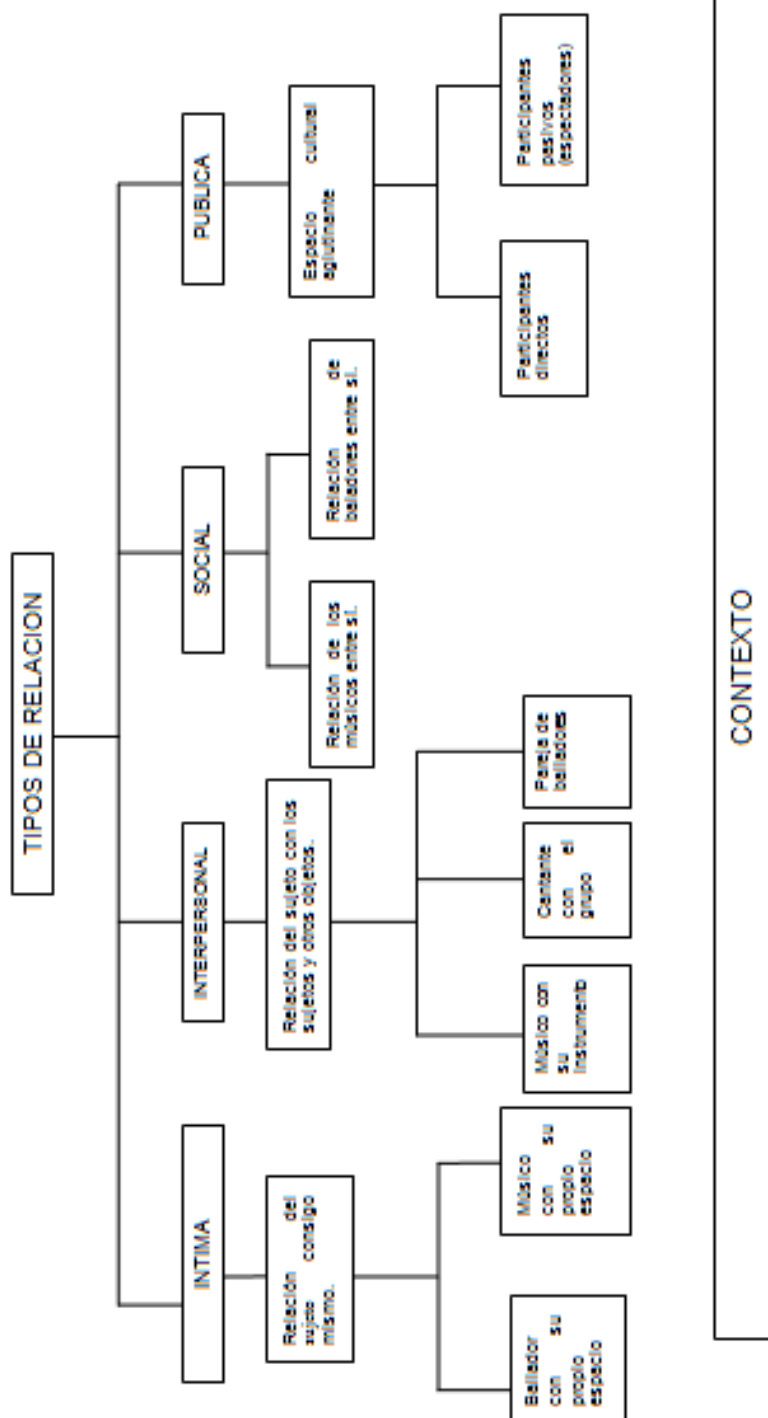 TIPOS DE RELACION
INTIMA
INTERPERSONAL
SOCIAL
PUBLICA
Relación del
sujeto consigo
mismo.
Relación del sujeto con los
sujetos y otros objetos.
Relación de los
músicos entre sí.
Relación de
bailadores entre sí.
Espacio cultural
aglutinante
Bailador
con su
propio
espacio
Músico
con su
propio
espacio
Músico con
su
instrumento
Cantante
con el
grupo
Pareja de
bailadores
Participantes
directos
Participantes
pasivos
(espectadores)
CONTEXTO